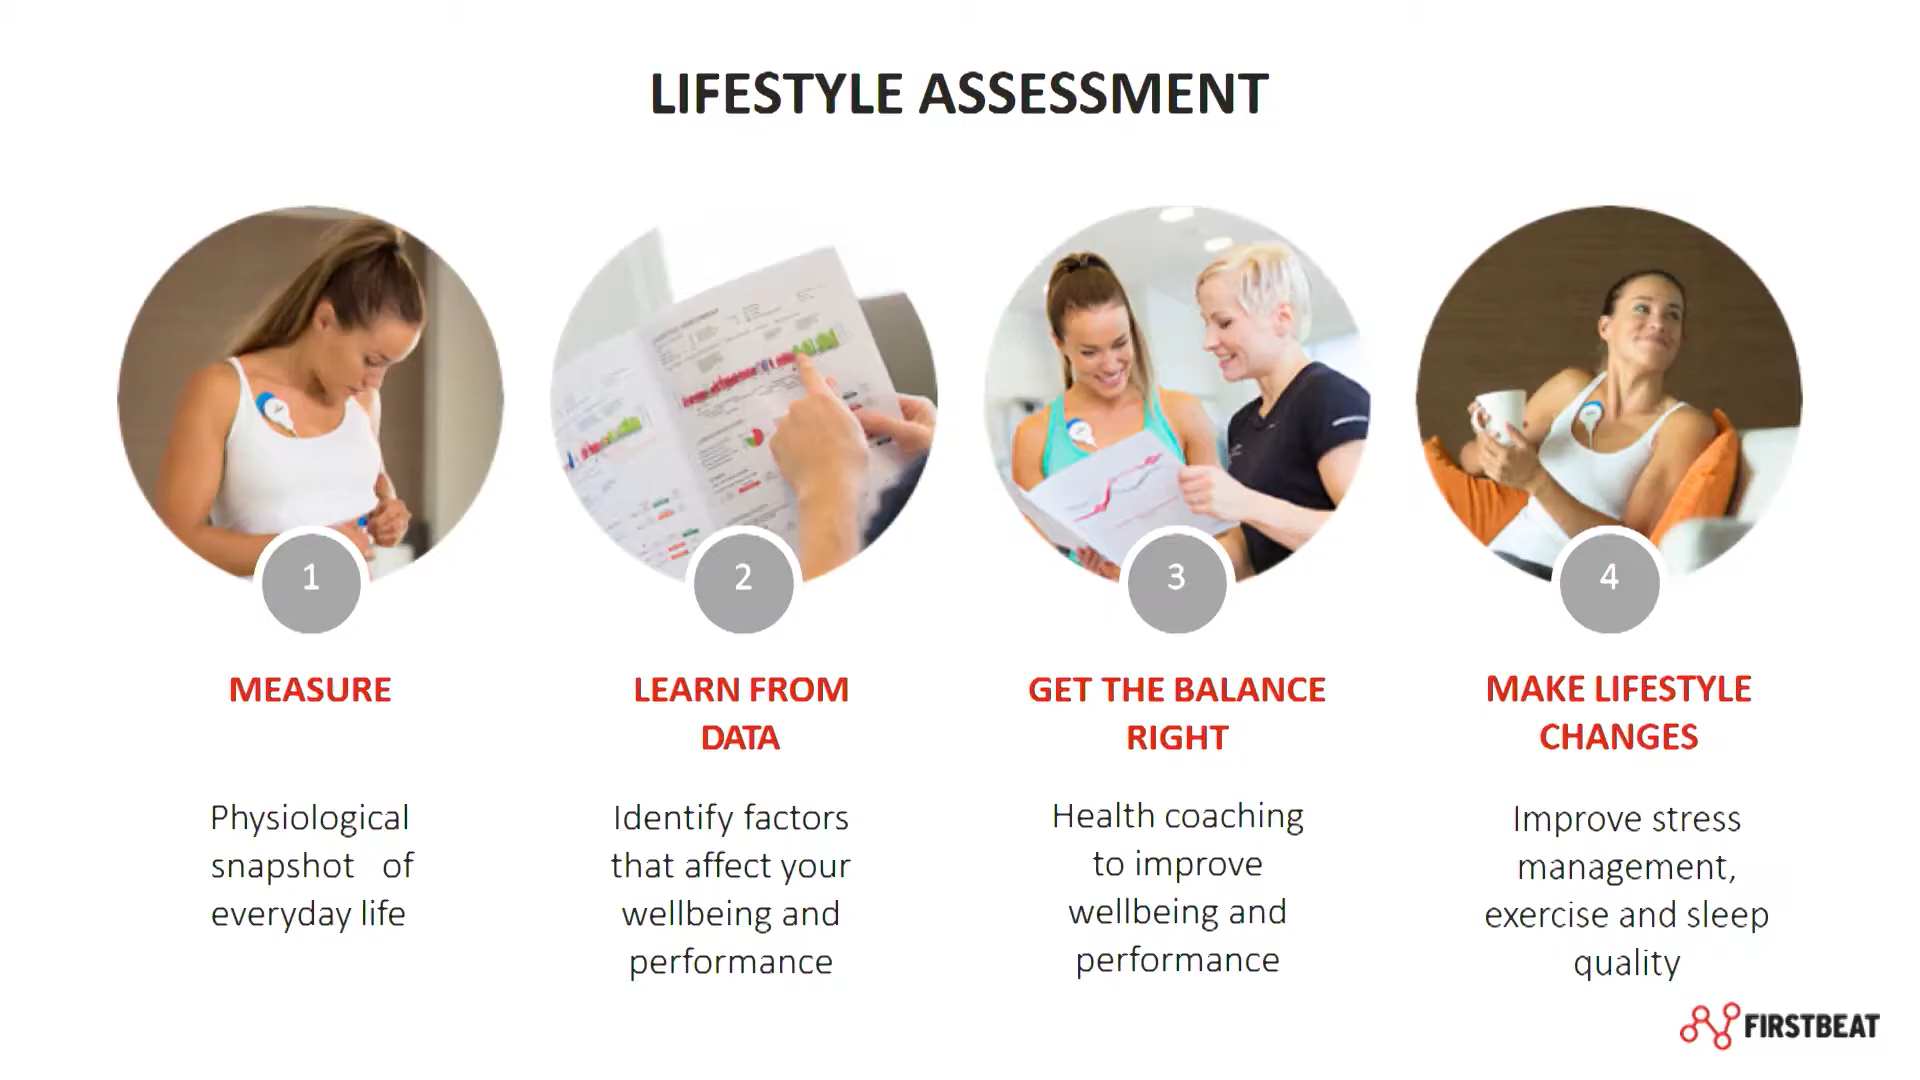 LIFESTYLE ASSESSMENT
1
MEASURE
Physiological
snapshot of
everyday life
2
LEARN FROM
DATA
Identify factors
that affect your
wellbeing and
performance
3
GET THE BALANCE
RIGHT
Health coaching
to improve
wellbeing and
performance
4
MAKE LIFESTYLE
CHANGES
Improve stress
management,
exercise and sleep
quality
FIRSTBEAT